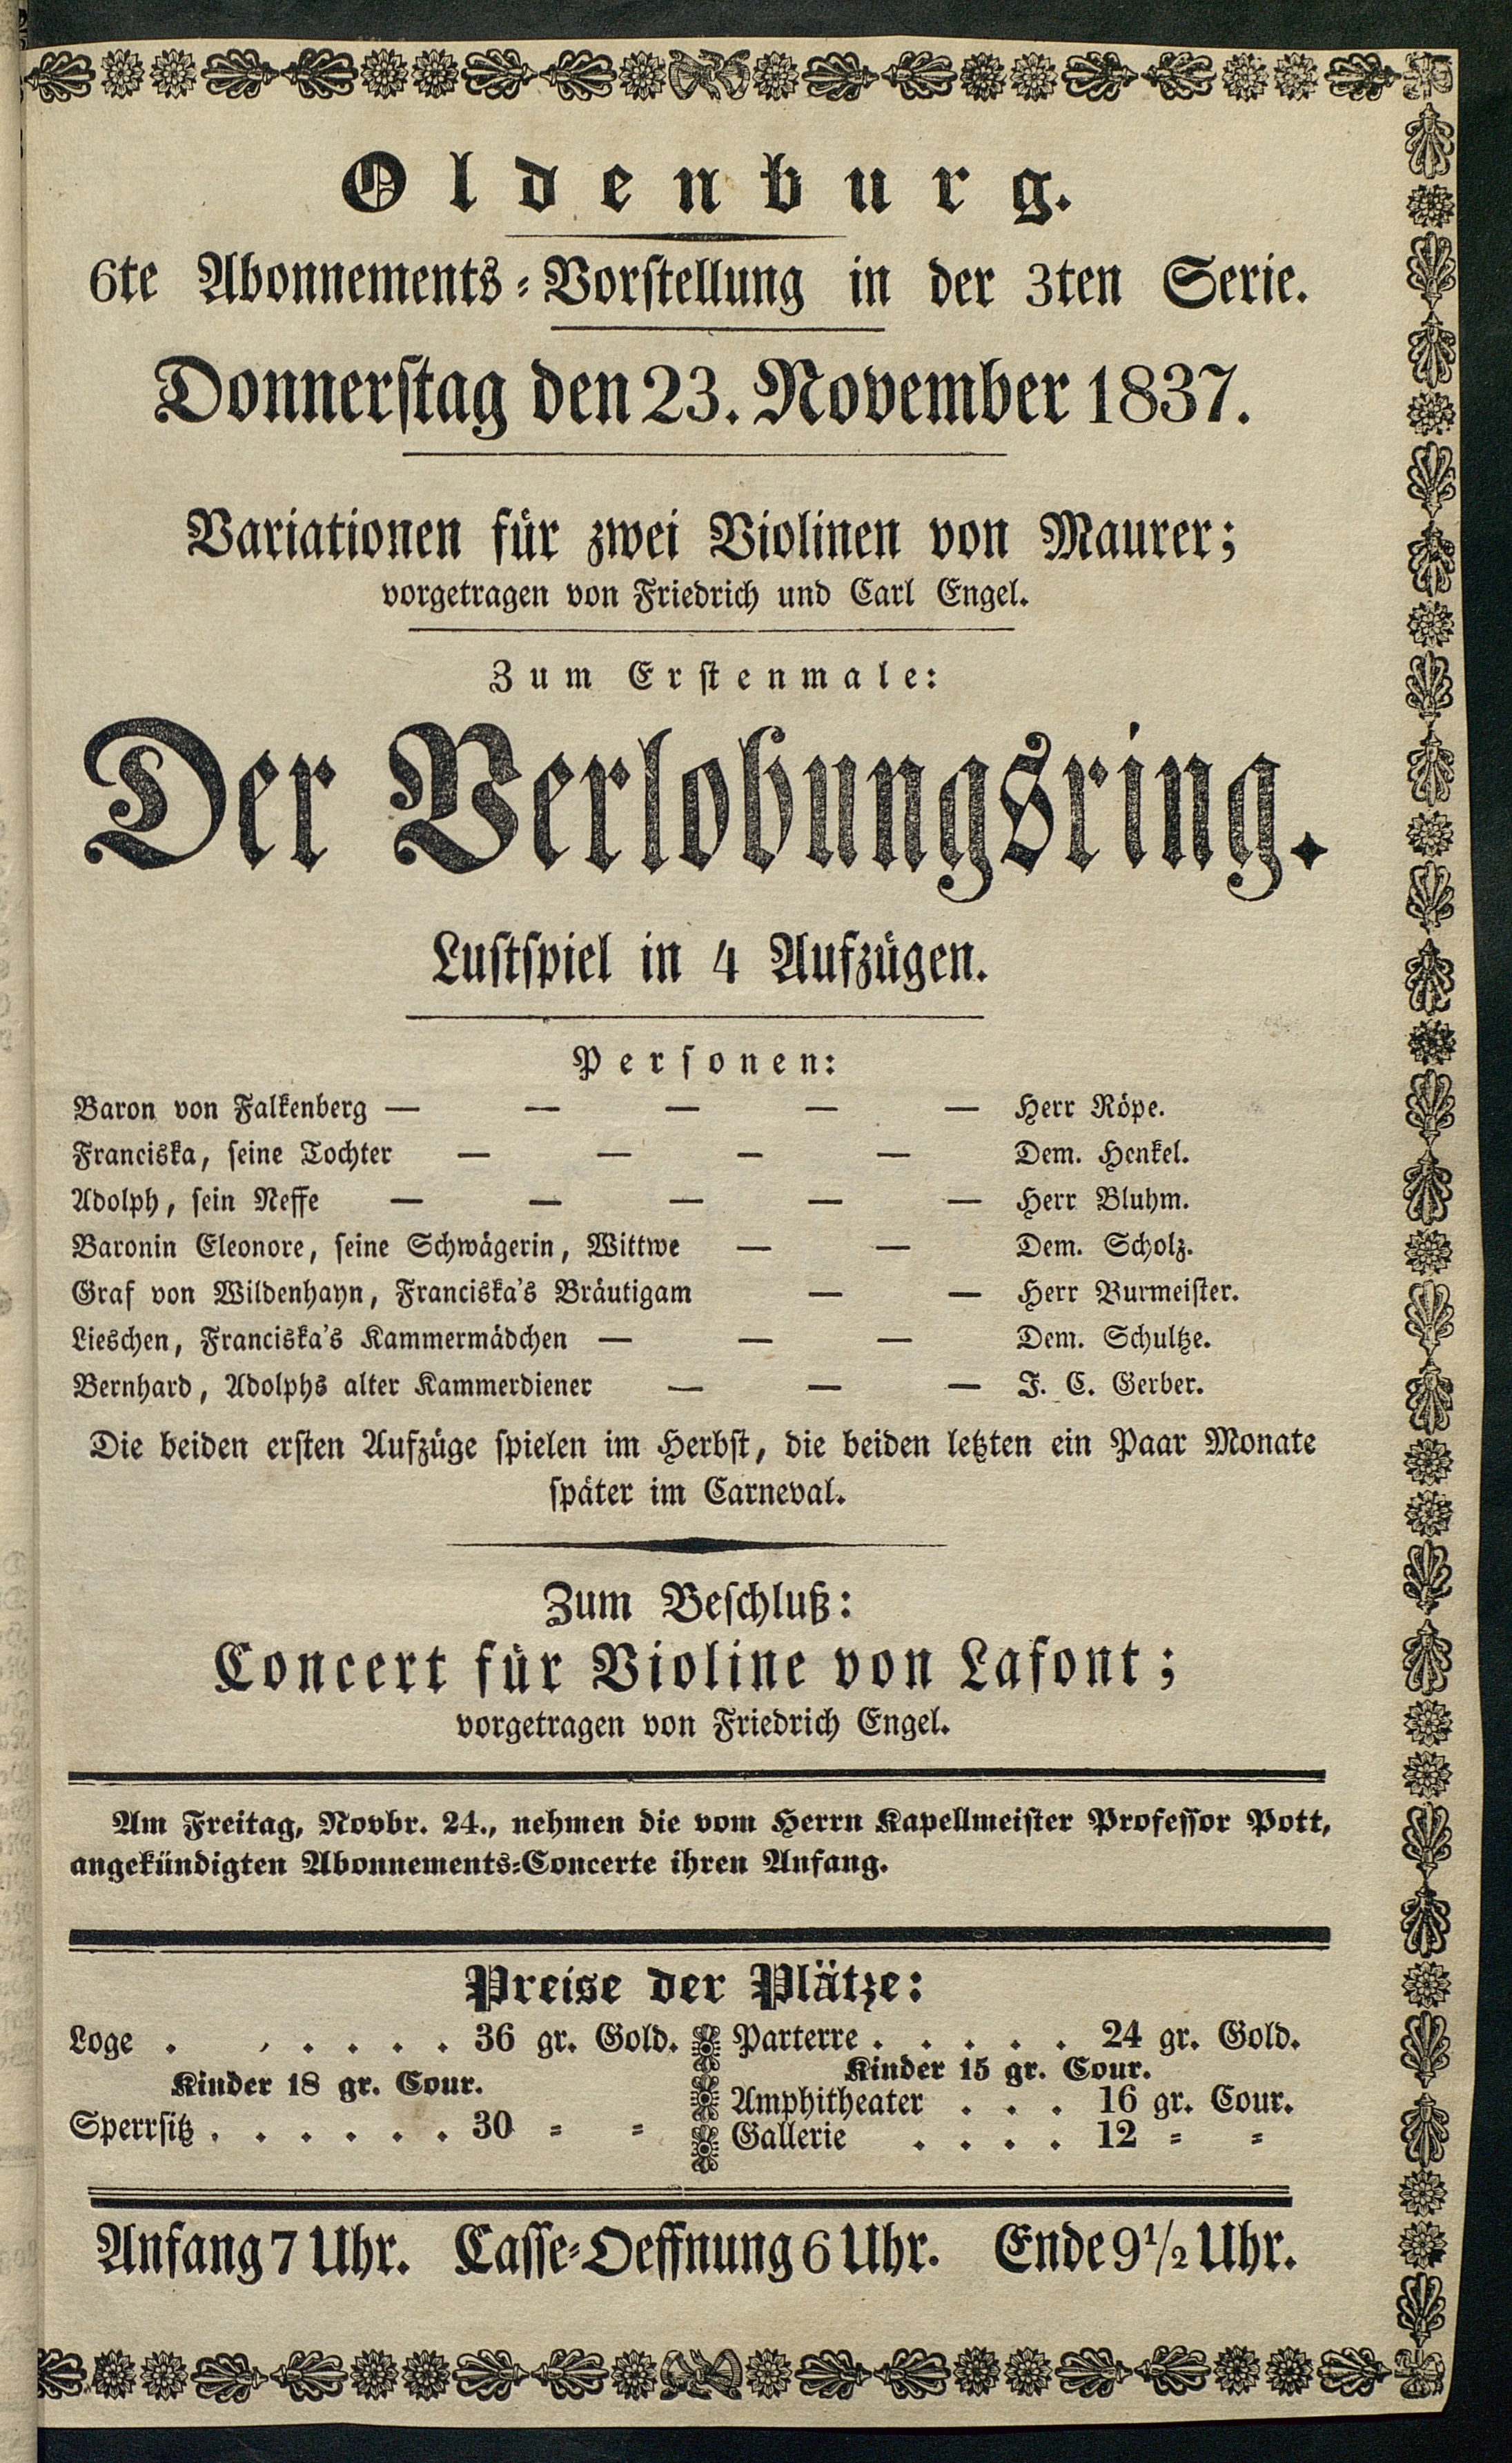 Oldenburg.
6te Abonnements-Vorstellung in der 3ten Serie.
Donnerstag den 23. November 1837.
Variationen für zwei Violinen von Maurer;
vorgetragen von Friedrich und Carl Engel.
Zum Erstenmale:
Der Verlobungsring.
Lustspiel in 4 Aufzügen.
Personen:
Baron von Falkenberg — — — — — Herr Röpe.
Franciska, seine Tochter — — — — Dem. Henkel.
Adolph, sein Neffe — — — — — Herr Bluhm.
Baronin Eleonore, seine Schwägerin, Wittwe — — Dem. Scholz.
Graf von Wildenhayn, Franciska's Bräutigam — — Herr Burmeister.
Lieschen, Franciska's Kammermädchen — — — Dem. Schultze.
Bernhard, Adolphs alter Kammerdiener — — — J. C. Gerber.
Die beiden ersten Aufzüge spielen im Herbst, die beiden letzten ein Paar Monate
später im Carneval.
Zum Beschluß:
Concert für Violine von Lafont;
vorgetragen von Friedrich Engel.
Am Freitag, Novbr. 24., nehmen die vom Herrn Kapellmeister Professor Pott,
angekündigten Abonnements-Concerte ihren Anfang.
Preise der Plätze:
Loge . . . . . . . 36 gr. Gold.
Kinder 18 gr. Cour.
Sperrsitz . . . . . . 30 = =
Parterre . . . . . 24 gr. Gold.
Kinder 15 gr. Cour.
Amphitheater . . . 16 gr. Cour.
Gallerie . . . . 12 = =
Anfang 7 Uhr. Casse-Oeffnung 6 Uhr. Ende 9 1/2 Uhr.